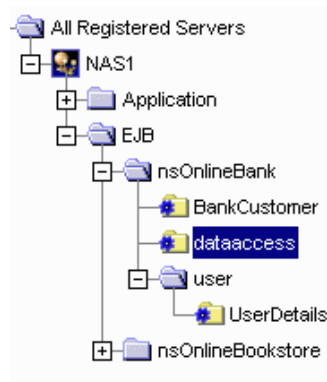 All Registered Servers
NAS1
Application
EJB
nsOnlineBank
BankCustomer
dataaccess
user
UserDetails
nsOnlineBookstore